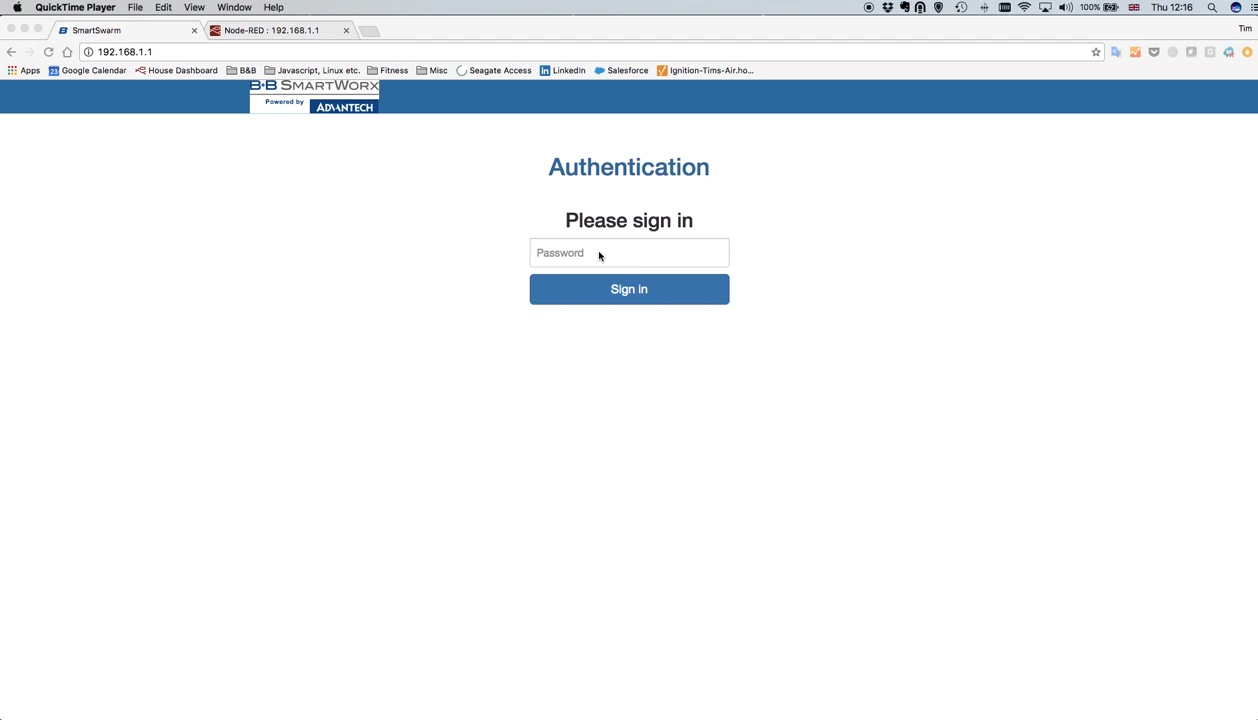 QuickTime Player File Edit View Window Help 100% Thu 12:16
SmartSwarm Node-RED : 192.168.1.1 Tim
192.168.1.1
Apps Google Calendar House Dashboard B&B Javascript, Linux etc. Fitness Misc Seagate Access LinkedIn Salesforce Ignition-Tims-Air.ho...
B+B SMARTWORX
Powered by ADVANTECH
Authentication
Please sign in
Password
Sign in